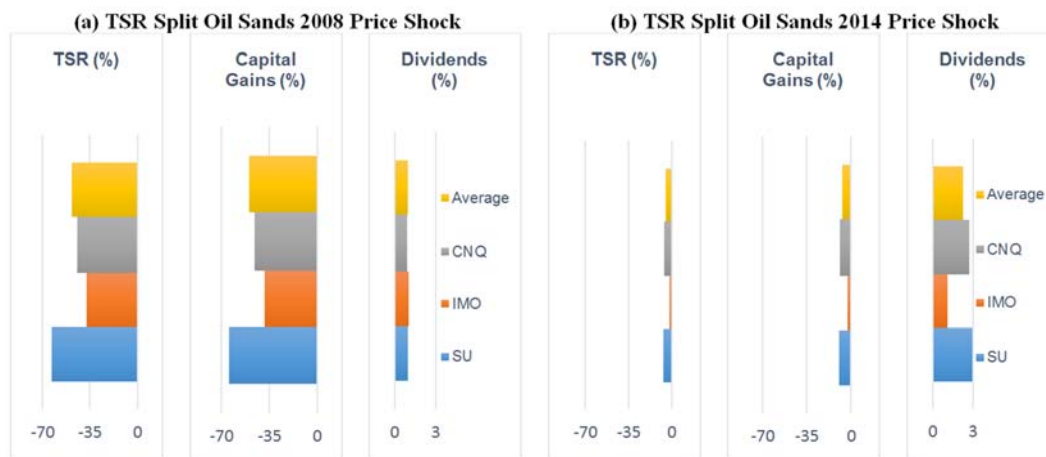 (a) TSR Split Oil Sands 2008 Price Shock
TSR (%)
Capital
Gains (%)
Dividends
(%)
Average
CNQ
IMO
SU
-70 -35 0
-70 -35 0
0 3
(b) TSR Split Oil Sands 2014 Price Shock
TSR (%)
Capital
Gains (%)
Dividends
(%)
Average
CNQ
IMO
SU
-70 -35 0
-70 -35 0
0 3